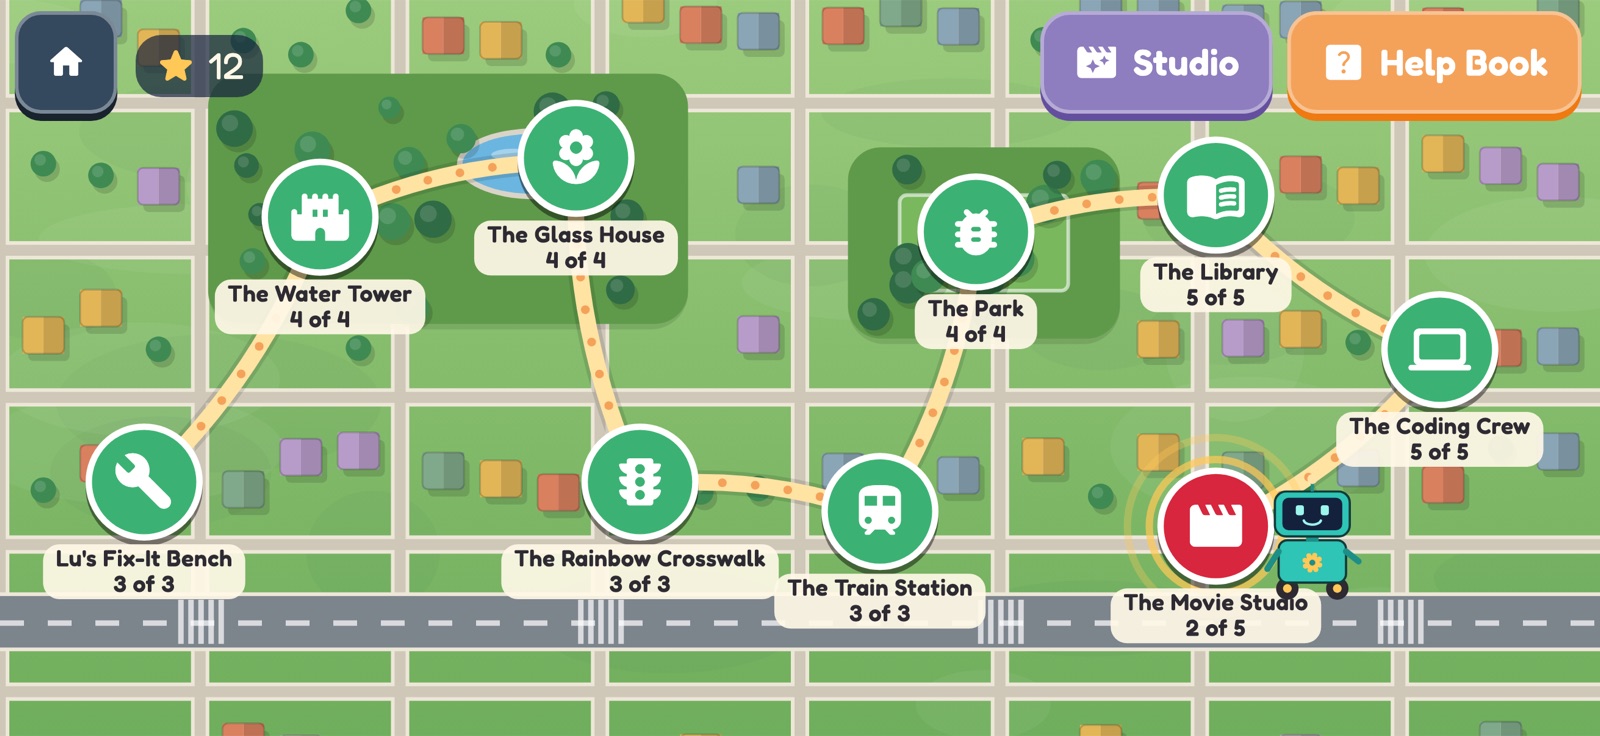 12
Studio
Help Book
The Glass House
4 of 4
The Water Tower
4 of 4
The Library
5 of 5
The Park
4 of 4
The Coding Crew
5 of 5
Lu's Fix-It Bench
3 of 3
The Rainbow Crosswalk
3 of 3
The Train Station
3 of 3
The Movie Studio
2 of 5